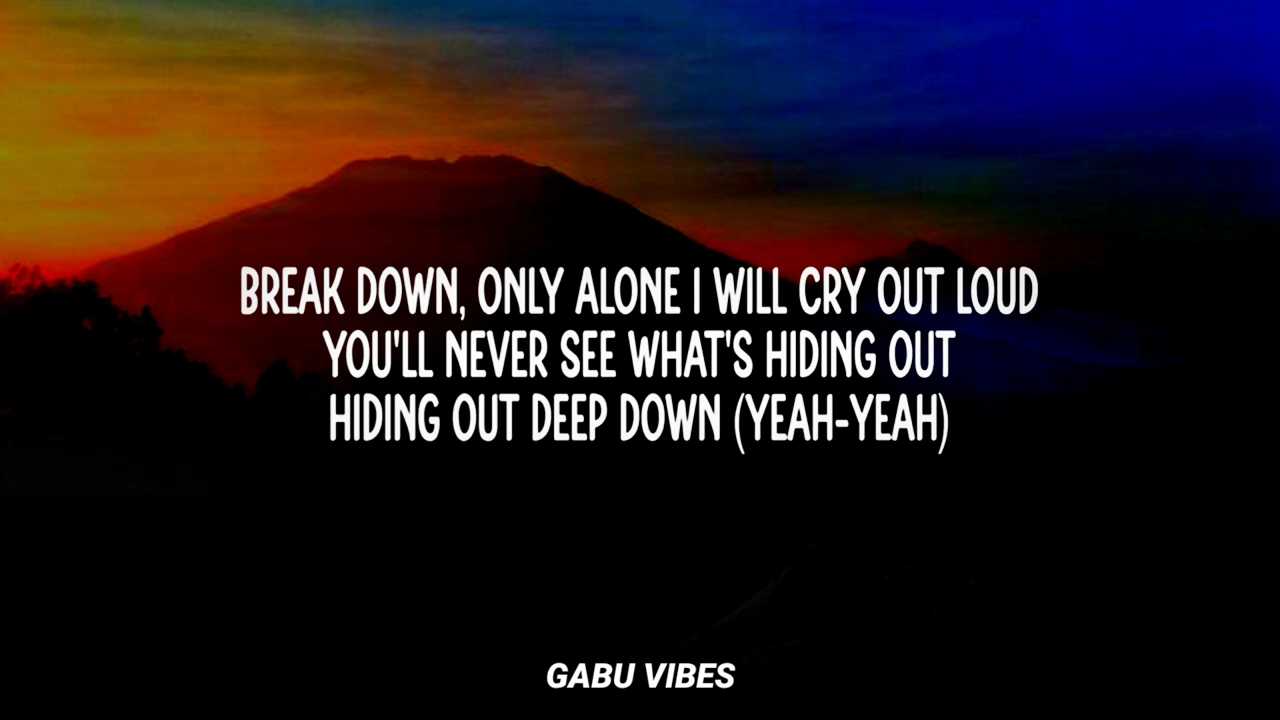 BREAK DOWN, ONLY ALONE I WILL CRY OUT LOUD
YOU'LL NEVER SEE WHAT'S HIDING OUT
HIDING OUT DEEP DOWN (YEAH-YEAH)
GABU VIBES